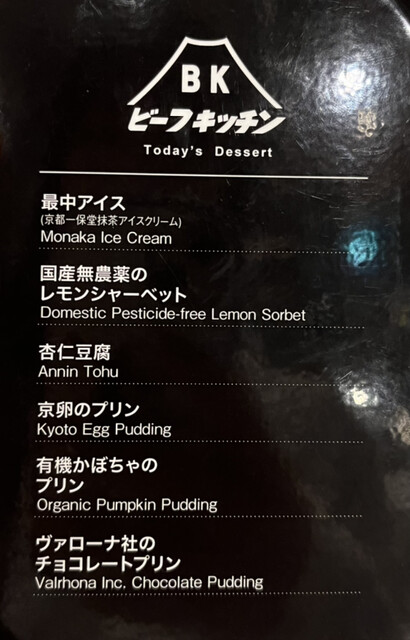 BK
ビーフキッチン
Today's Dessert
最中アイス
(京都一保堂抹茶アイスクリーム)
Monaka Ice Cream
国産無農薬の
レモンシャーベット
Domestic Pesticide-free Lemon Sorbet
杏仁豆腐
Annin Tohu
京卵のプリン
Kyoto Egg Pudding
有機かぼちゃの
プリン
Organic Pumpkin Pudding
ヴァローナ社の
チョコレートプリン
Valrhona Inc. Chocolate Pudding